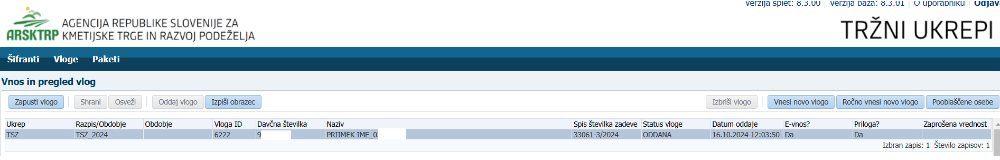 Verzija splet: 8.3.00 Verzija baza: 8.3.01 O uporabniku Odjava
AGENCIJA REPUBLIKE SLOVENIJE ZA
ARSKTRP KMETIJSKE TRGE IN RAZVOJ PODEŽELJA
TRŽNI UKREPI
Šifranti Vloge Paketi
Vnos in pregled vlog
Zapusti vlogo Shrani Osveži Oddaj vlogo Izpiši obrazec Izbriši vlogo Vnesi novo vlogo Ročno vnesi novo vlogo Pooblaščene osebe
Ukrep Razpis/Obdobje Obdobje Vloga ID Davčna številka Naziv Spis številka zadeve Status vloge Datum oddaje E-vnos? Priloga? Zaprošena vrednost
TSZ TSZ_2024 6222 9 PRIIMEK IME_0 33061-3/2024 ODDANA 16.10.2024 12:03:50 Da Da
Izbran zapis: 1 Število zapisov: 1